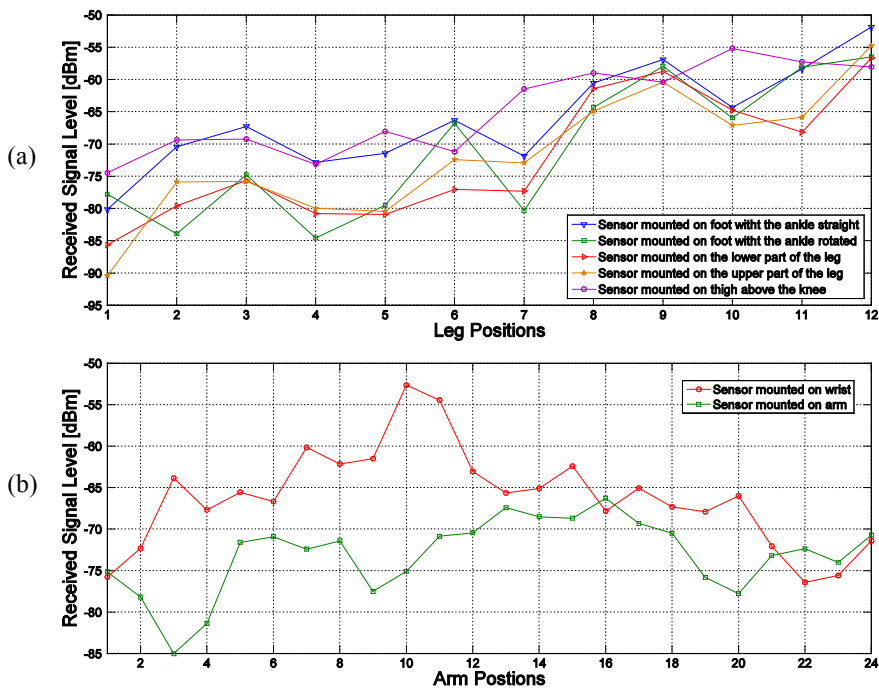 (a)
Received Signal Level [dBm]
-50
-55
-60
-65
-70
-75
-80
-85
-90
-95
Sensor mounted on foot witht the ankle straight
Sensor mounted on foot witht the ankle rotated
Sensor mounted on the lower part of the leg
Sensor mounted on the upper part of the leg
Sensor mounted on thigh above the knee
1 2 3 4 5 6 7 8 9 10 11 12
Leg Positions
(b)
Received Signal Level [dBm]
-50
-55
-60
-65
-70
-75
-80
-85
Sensor mounted on wrist
Sensor mounted on arm
2 4 6 8 10 12 14 16 18 20 22 24
Arm Postions